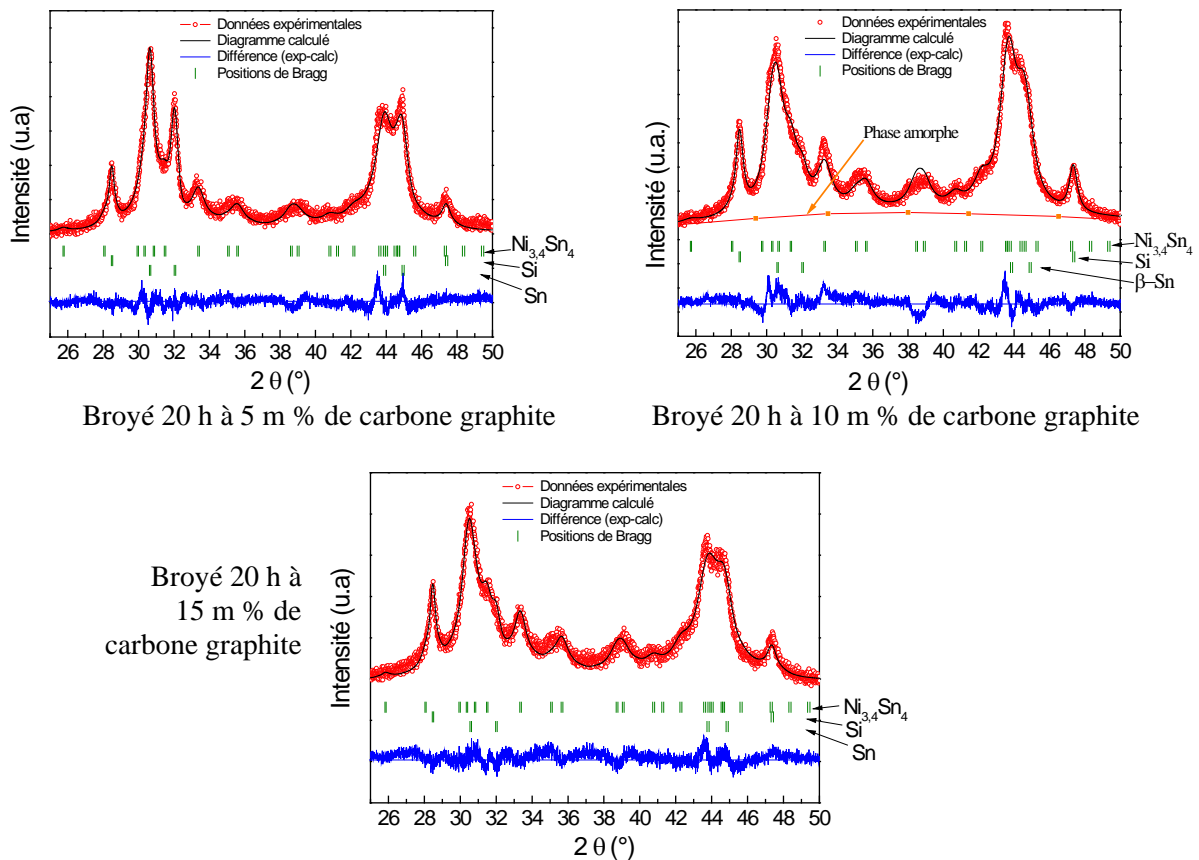 Intensité (u.a)
Données expérimentales
Diagramme calculé
Différence (exp-calc)
Positions de Bragg
Ni3,4Sn4
Si
Sn
26 28 30 32 34 36 38 40 42 44 46 48 50
2 θ (°)
Broyé 20 h à 5 m % de carbone graphite
Intensité (u.a.)
Données expérimentales
Diagramme calculé
Différence (exp-calc)
Positions de Bragg
Phase amorphe
Ni3,4Sn4
Si
β–Sn
26 28 30 32 34 36 38 40 42 44 46 48 50
2 θ (°)
Broyé 20 h à 10 m % de carbone graphite
Broyé 20 h à
15 m % de
carbone graphite
Intensité (u.a)
Données expérimentales
Diagramme calculé
Différence (exp-calc)
Positions de Bragg
Ni3,4Sn4
Si
Sn
26 28 30 32 34 36 38 40 42 44 46 48 50
2 θ (°)